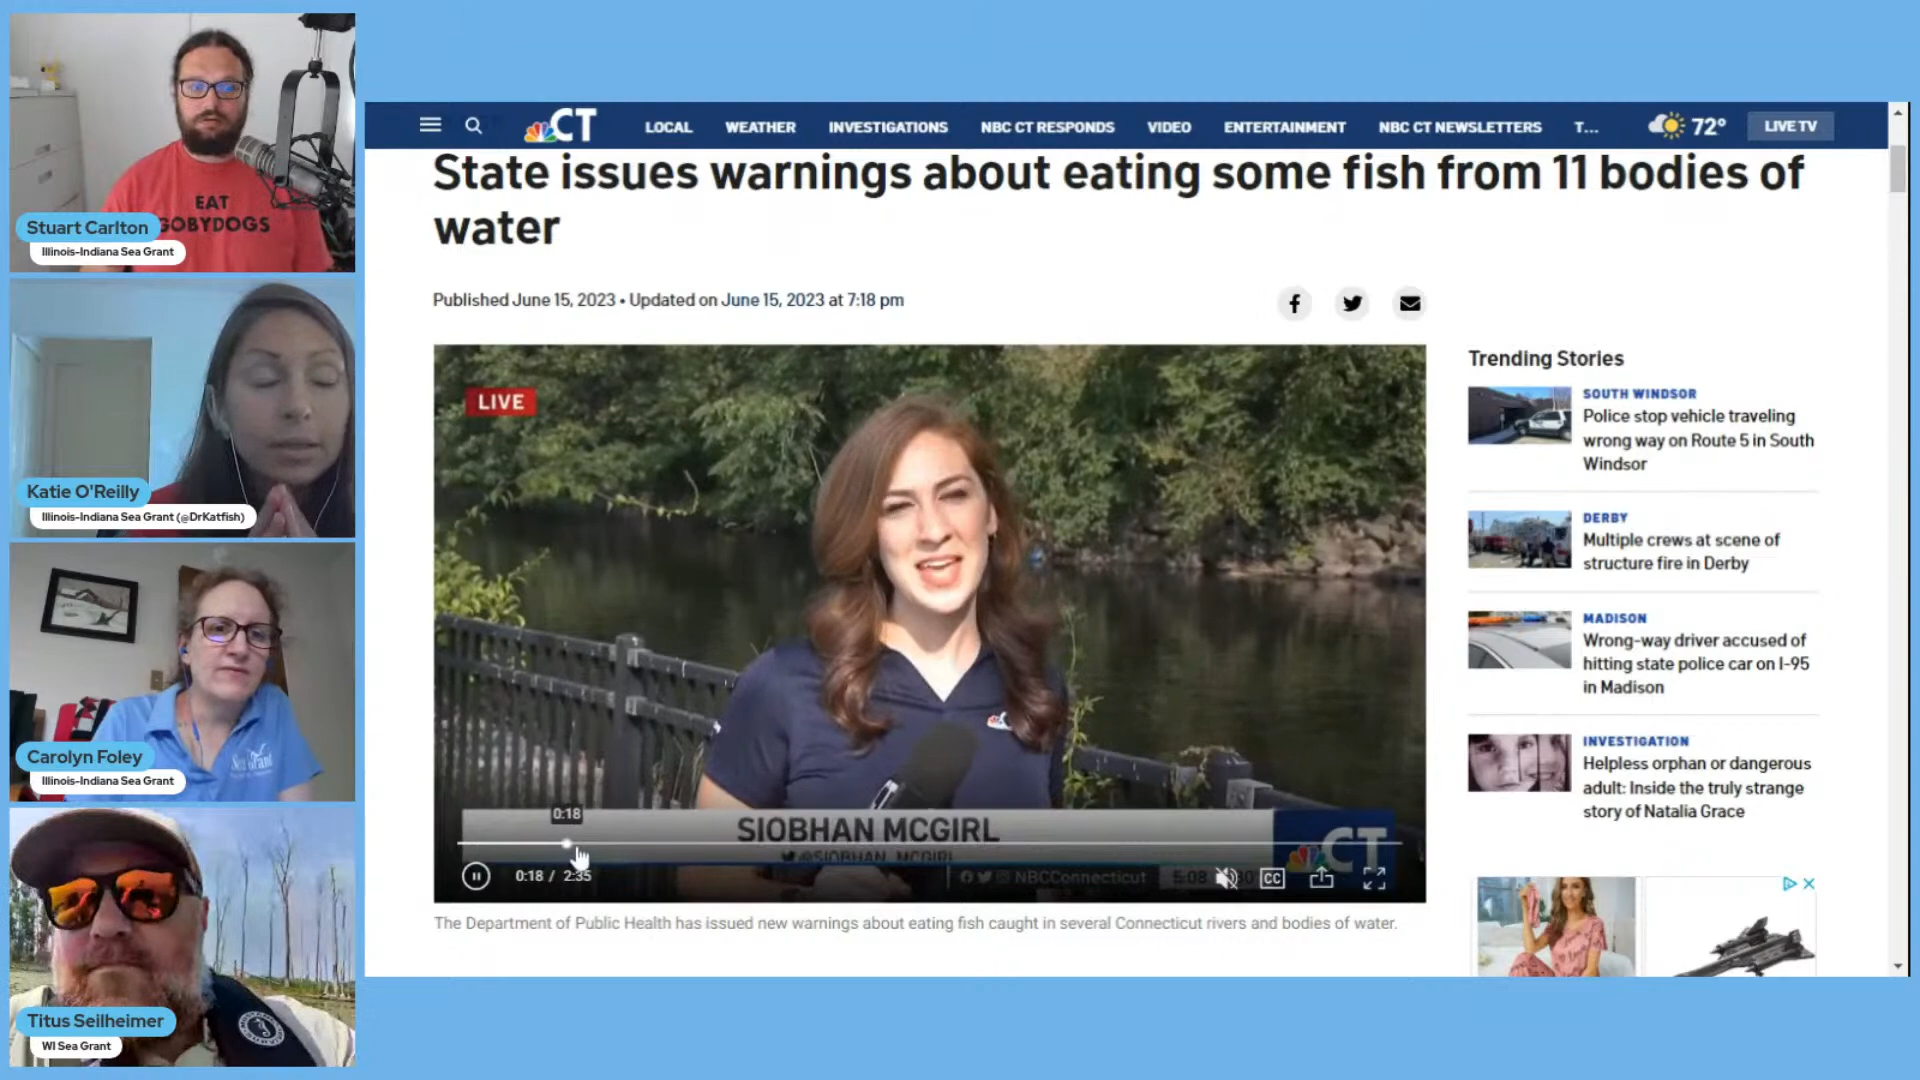 EAT
GOBYDOGS
Stuart Carlton
Illinois-Indiana Sea Grant
Katie O'Reilly
Illinois-Indiana Sea Grant (@DrKatfish)
Carolyn Foley
Illinois-Indiana Sea Grant
Titus Seilheimer
WI Sea Grant
CT
LOCAL
WEATHER
INVESTIGATIONS
NBC CT RESPONDS
VIDEO
ENTERTAINMENT
NBC CT NEWSLETTERS
T...
72°
LIVE TV
State issues warnings about eating some fish from 11 bodies of
water
Published June 15, 2023 • Updated on June 15, 2023 at 7:18 pm
LIVE
0:18
SIOBHAN MCGIRL
@SIOBHAN_MCGIRL
CT
0:18 / 2:35
NBCConnecticut
5:08
CC
The Department of Public Health has issued new warnings about eating fish caught in several Connecticut rivers and bodies of water.
Trending Stories
SOUTH WINDSOR
Police stop vehicle traveling
wrong way on Route 5 in South
Windsor
DERBY
Multiple crews at scene of
structure fire in Derby
MADISON
Wrong-way driver accused of
hitting state police car on I-95
in Madison
INVESTIGATION
Helpless orphan or dangerous
adult: Inside the truly strange
story of Natalia Grace